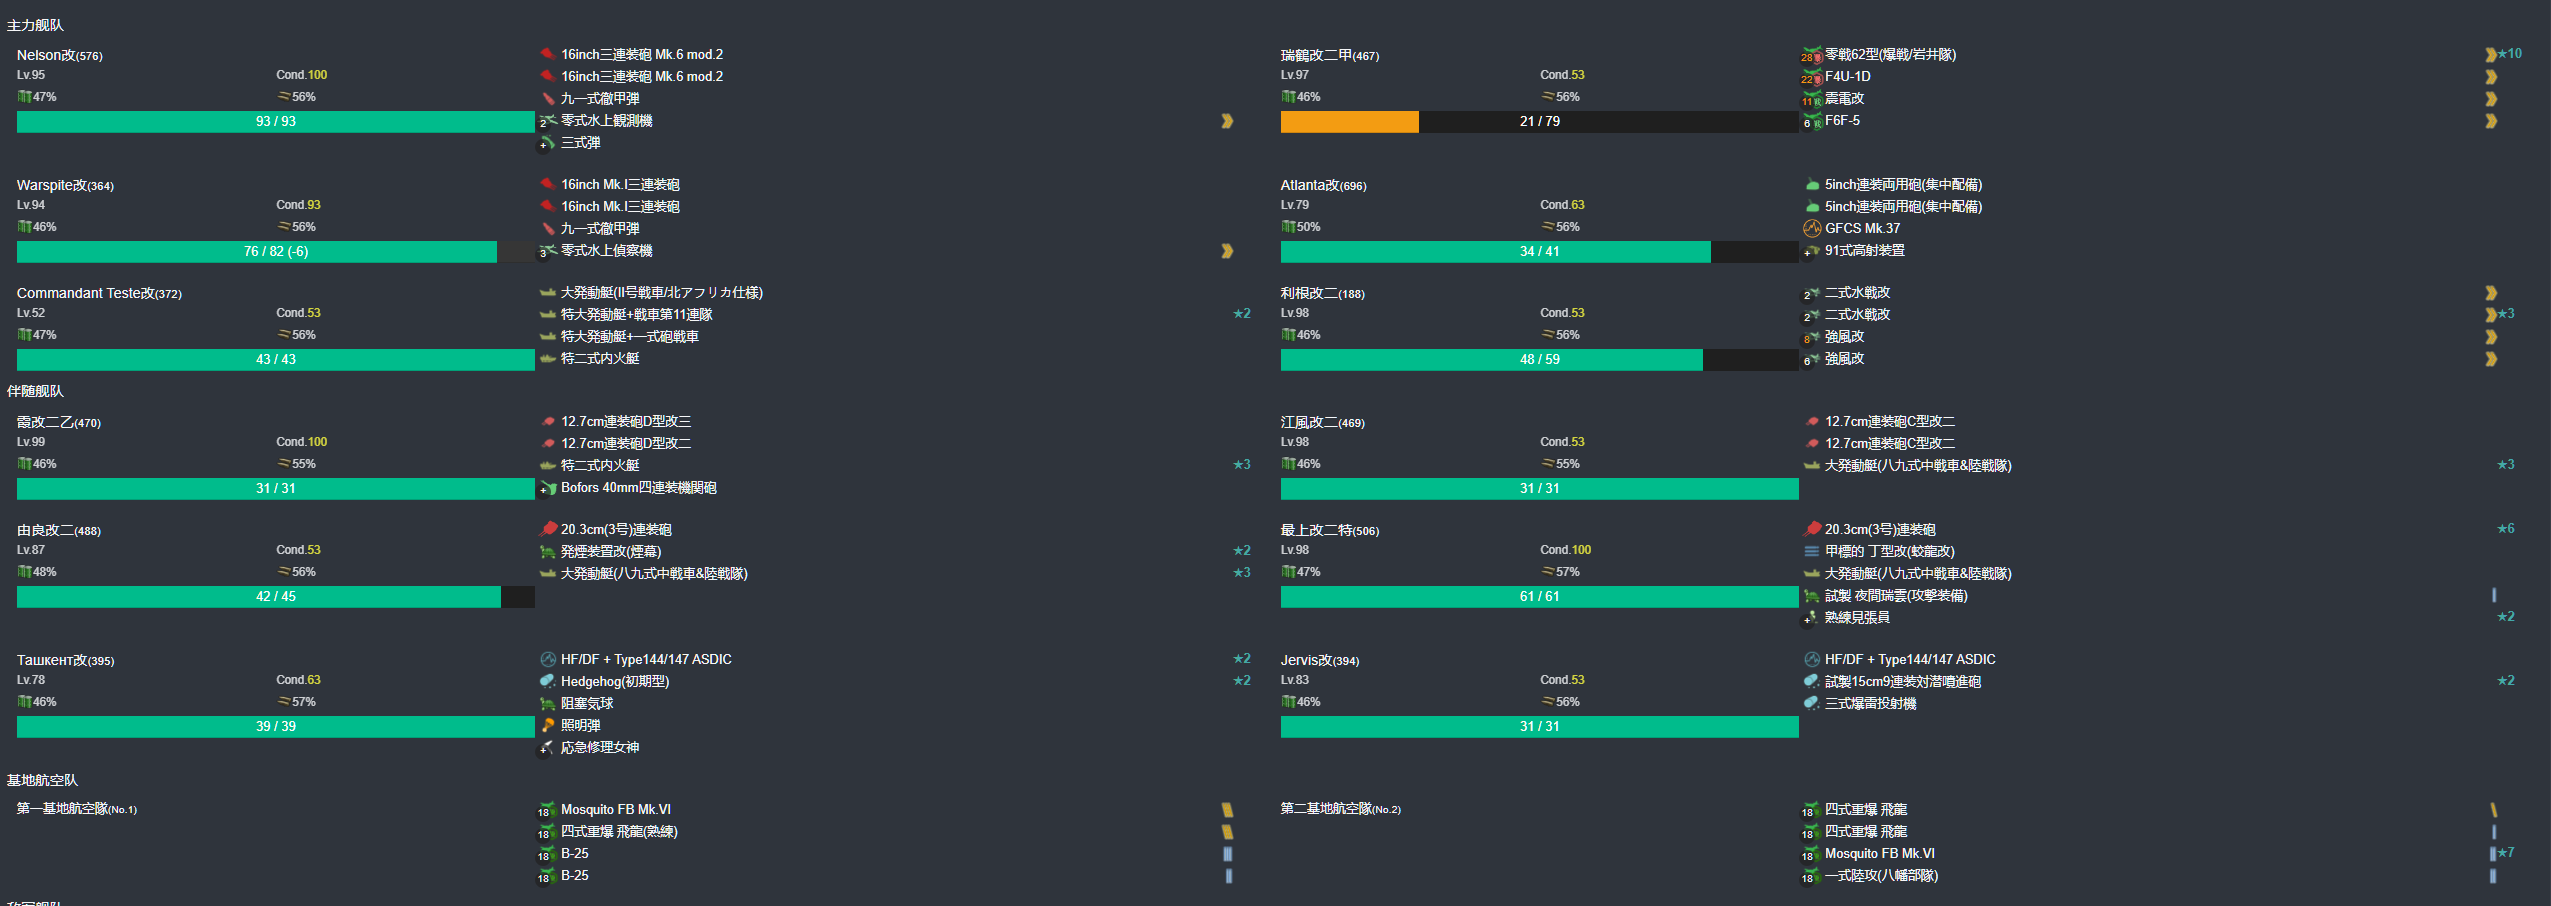 主力舰队
Nelson改(576)
Lv.95 Cond.100
47% 56%
93 / 93
16inch三連装砲 Mk.6 mod.2
16inch三連装砲 Mk.6 mod.2
九一式徹甲弾
2 零式水上観測機
+ 三式弾
瑞鶴改二甲(467)
Lv.97 Cond.53
46% 56%
21 / 79
28 零戦62型(爆戦/岩井隊) ★10
22 F4U-1D
11 震電改
6 F6F-5
Warspite改(364)
Lv.94 Cond.93
46% 56%
76 / 82 (-6)
16inch Mk.I三連装砲
16inch Mk.I三連装砲
九一式徹甲弾
3 零式水上偵察機
Atlanta改(696)
Lv.79 Cond.63
50% 56%
34 / 41
5inch連装両用砲(集中配備)
5inch連装両用砲(集中配備)
GFCS Mk.37
+ 91式高射装置
Commandant Teste改(372)
Lv.52 Cond.53
47% 56%
43 / 43
大発動艇(II号戦車/北アフリカ仕様)
特大発動艇+戦車第11連隊 ★2
特大発動艇+一式砲戦車
特二式内火艇
利根改二(188)
Lv.98 Cond.53
46% 56%
48 / 59
2 二式水戦改
2 二式水戦改 ★3
8 強風改
6 強風改
伴随舰队
霞改二乙(470)
Lv.99 Cond.100
46% 55%
31 / 31
12.7cm連装砲D型改三
12.7cm連装砲D型改二
特二式内火艇 ★3
+ Bofors 40mm四連装機関砲
江風改二(469)
Lv.98 Cond.53
46% 55%
31 / 31
12.7cm連装砲C型改二
12.7cm連装砲C型改二
大発動艇(八九式中戦車&陸戦隊) ★3
由良改二(488)
Lv.87 Cond.53
48% 56%
42 / 45
20.3cm(3号)連装砲
発煙装置改(煙幕) ★2
大発動艇(八九式中戦車&陸戦隊) ★3
最上改二特(506)
Lv.98 Cond.100
47% 57%
61 / 61
20.3cm(3号)連装砲 ★6
甲標的 丁型改(蛟龍改)
大発動艇(八九式中戦車&陸戦隊)
試製 夜間瑞雲(攻撃装備)
+ 熟練見張員 ★2
Ташкент改(395)
Lv.78 Cond.63
46% 57%
39 / 39
HF/DF + Type144/147 ASDIC ★2
Hedgehog(初期型) ★2
阻塞気球
照明弾
+ 応急修理女神
Jervis改(394)
Lv.83 Cond.53
46% 56%
31 / 31
HF/DF + Type144/147 ASDIC
試製15cm9連装対潜噴進砲 ★2
三式爆雷投射機
基地航空队
第一基地航空隊(No.1)
18 Mosquito FB Mk.VI
18 四式重爆 飛龍(熟練)
18 B-25
18 B-25
第二基地航空隊(No.2)
18 四式重爆 飛龍
18 四式重爆 飛龍
18 Mosquito FB Mk.VI ★7
18 一式陸攻(八幡部隊)